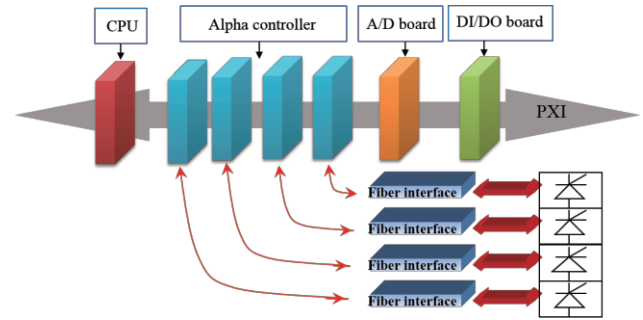 CPU
Alpha controller
A/D board
DI/DO board
PXI
Fiber interface
Fiber interface
Fiber interface
Fiber interface